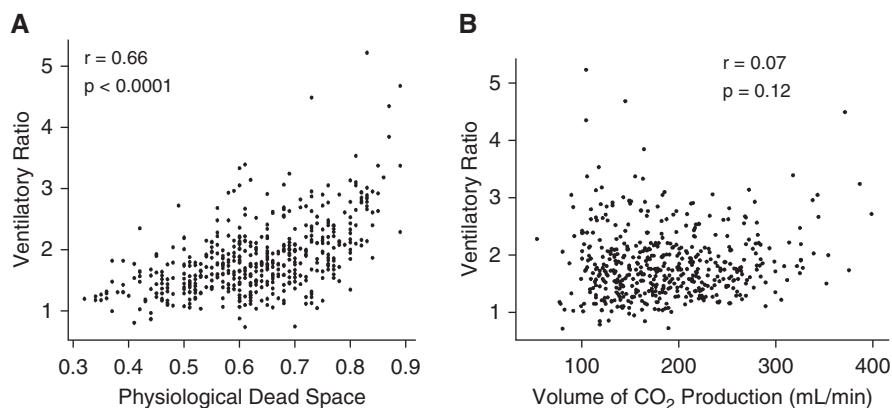 A
r = 0.66
p < 0.0001
Ventilatory Ratio
5
4
3
2
1
0.3 0.4 0.5 0.6 0.7 0.8 0.9
Physiological Dead Space
B
r = 0.07
p = 0.12
Ventilatory Ratio
5
4
3
2
1
100 200 300 400
Volume of CO₂ Production (mL/min)